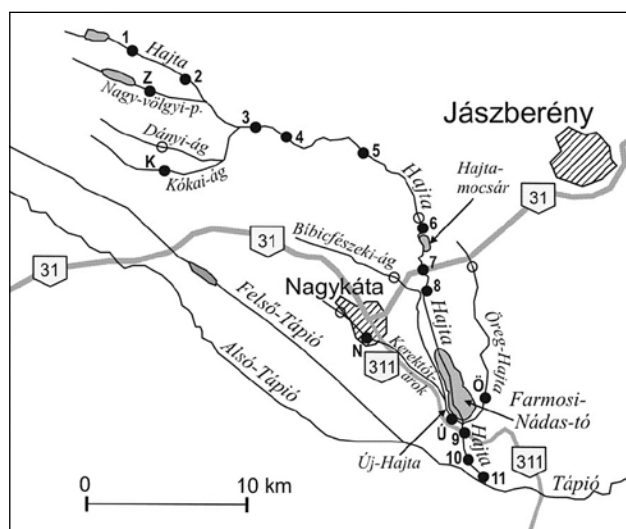 1
Hajta
Z
2
Nagy-völgyi-p.
3
4
5
Dányi-ág
K
Kókai-ág
Jászberény
Hajta
Hajta-
mocsár
6
31
31
31
Bíbicfészeki-ág
7
8
Nagykáta
Felső-Tápió
Hajta
Öreg-Hajta
N
Kerektói-
árok
311
Alsó-Tápió
Ö
Farmosi-
Nádas-tó
Ú
Új-Hajta
9
Hajta
10
11
311
Tápió
0
10 km